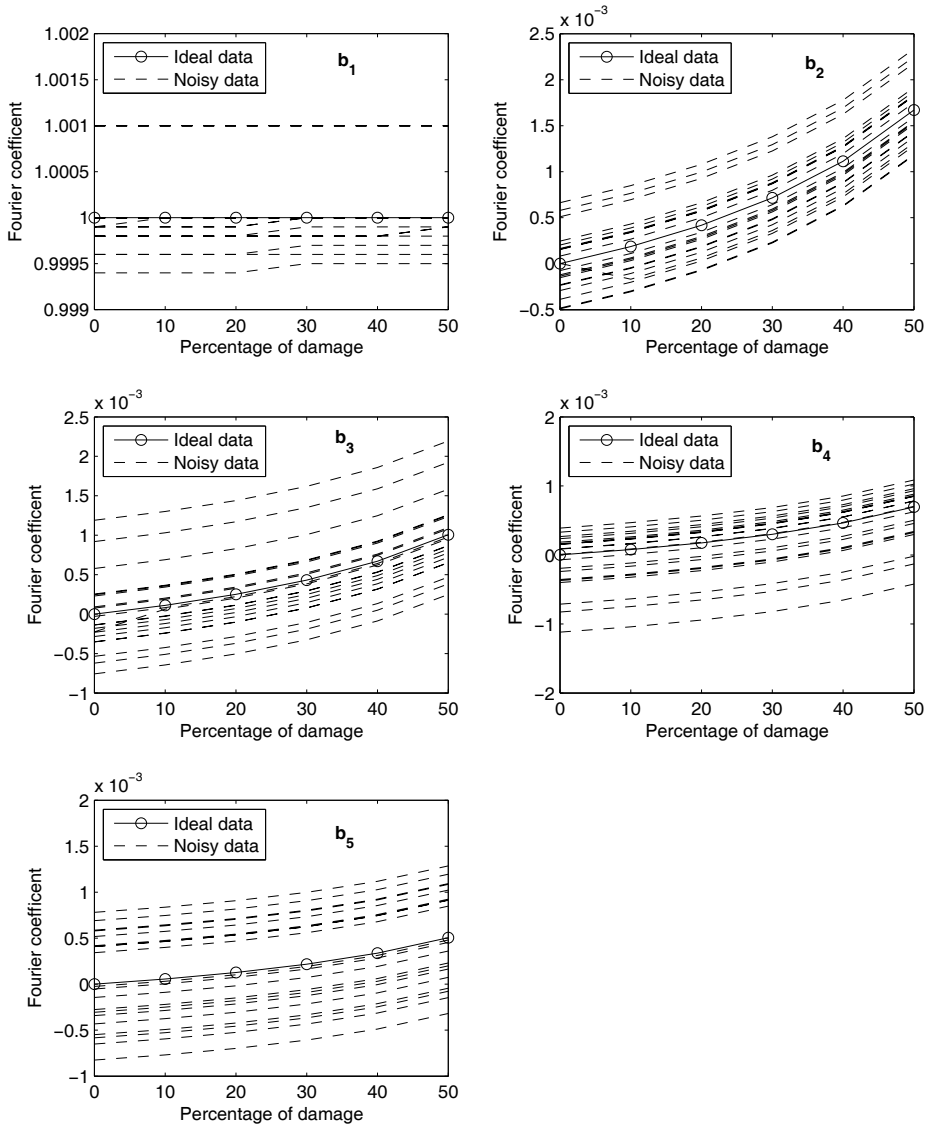 1.002
1.0015
1.001
1.0005
1
0.9995
0.999
0 10 20 30 40 50
Percentage of damage
Fourier coefficent
Ideal data
Noisy data
b1
x 10−3
2.5
2
1.5
1
0.5
0
−0.5
0 10 20 30 40 50
Percentage of damage
Fourier coefficent
Ideal data
Noisy data
b2
x 10−3
2.5
2
1.5
1
0.5
0
−0.5
−1
0 10 20 30 40 50
Percentage of damage
Fourier coefficent
Ideal data
Noisy data
b3
x 10−3
2
1
0
−1
−2
0 10 20 30 40 50
Percentage of damage
Fourier coefficent
Ideal data
Noisy data
b4
x 10−3
2
1.5
1
0.5
0
−0.5
−1
0 10 20 30 40 50
Percentage of damage
Fourier coefficent
Ideal data
Noisy data
b5